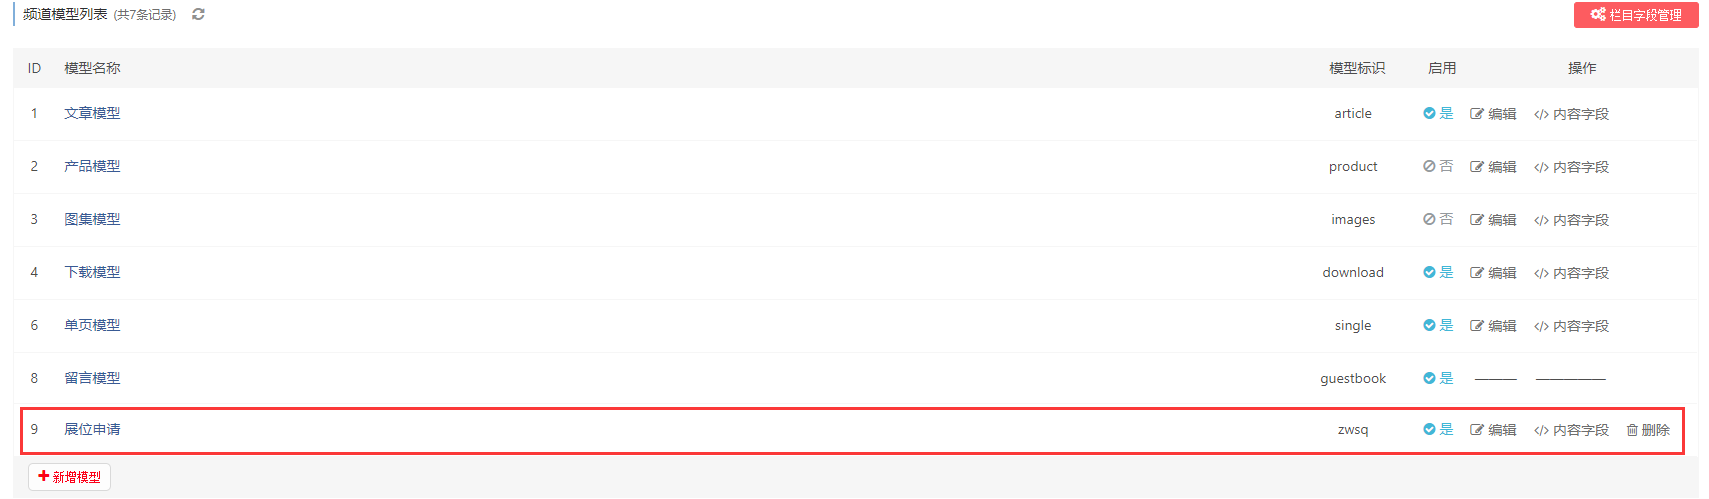 频道模型列表 (共7条记录) 栏目字段管理
ID 模型名称 模型标识 启用 操作
1 文章模型 article 是 编辑 </> 内容字段
2 产品模型 product 否 编辑 </> 内容字段
3 图集模型 images 否 编辑 </> 内容字段
4 下载模型 download 是 编辑 </> 内容字段
6 单页模型 single 是 编辑 </> 内容字段
8 留言模型 guestbook 是 ——— —————
9 展位申请 zwsq 是 编辑 </> 内容字段 删除
新增模型